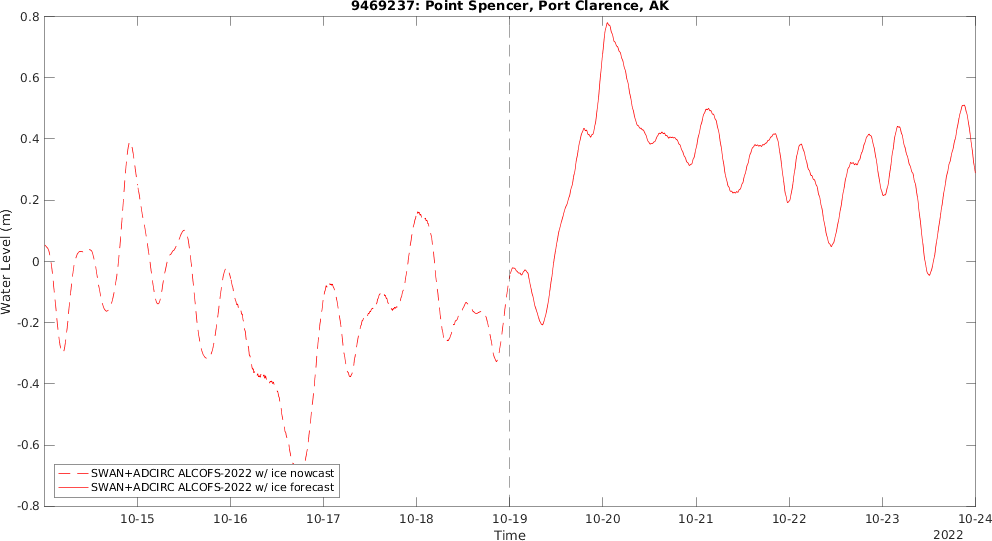 9469237: Point Spencer, Port Clarence, AK
0.8
0.6
0.4
0.2
0
-0.2
-0.4
-0.6
-0.8
Water Level (m)
SWAN+ADCIRC ALCOFS-2022 w/ ice nowcast
SWAN+ADCIRC ALCOFS-2022 w/ ice forecast
10-15 10-16 10-17 10-18 10-19 10-20 10-21 10-22 10-23 10-24
Time
2022